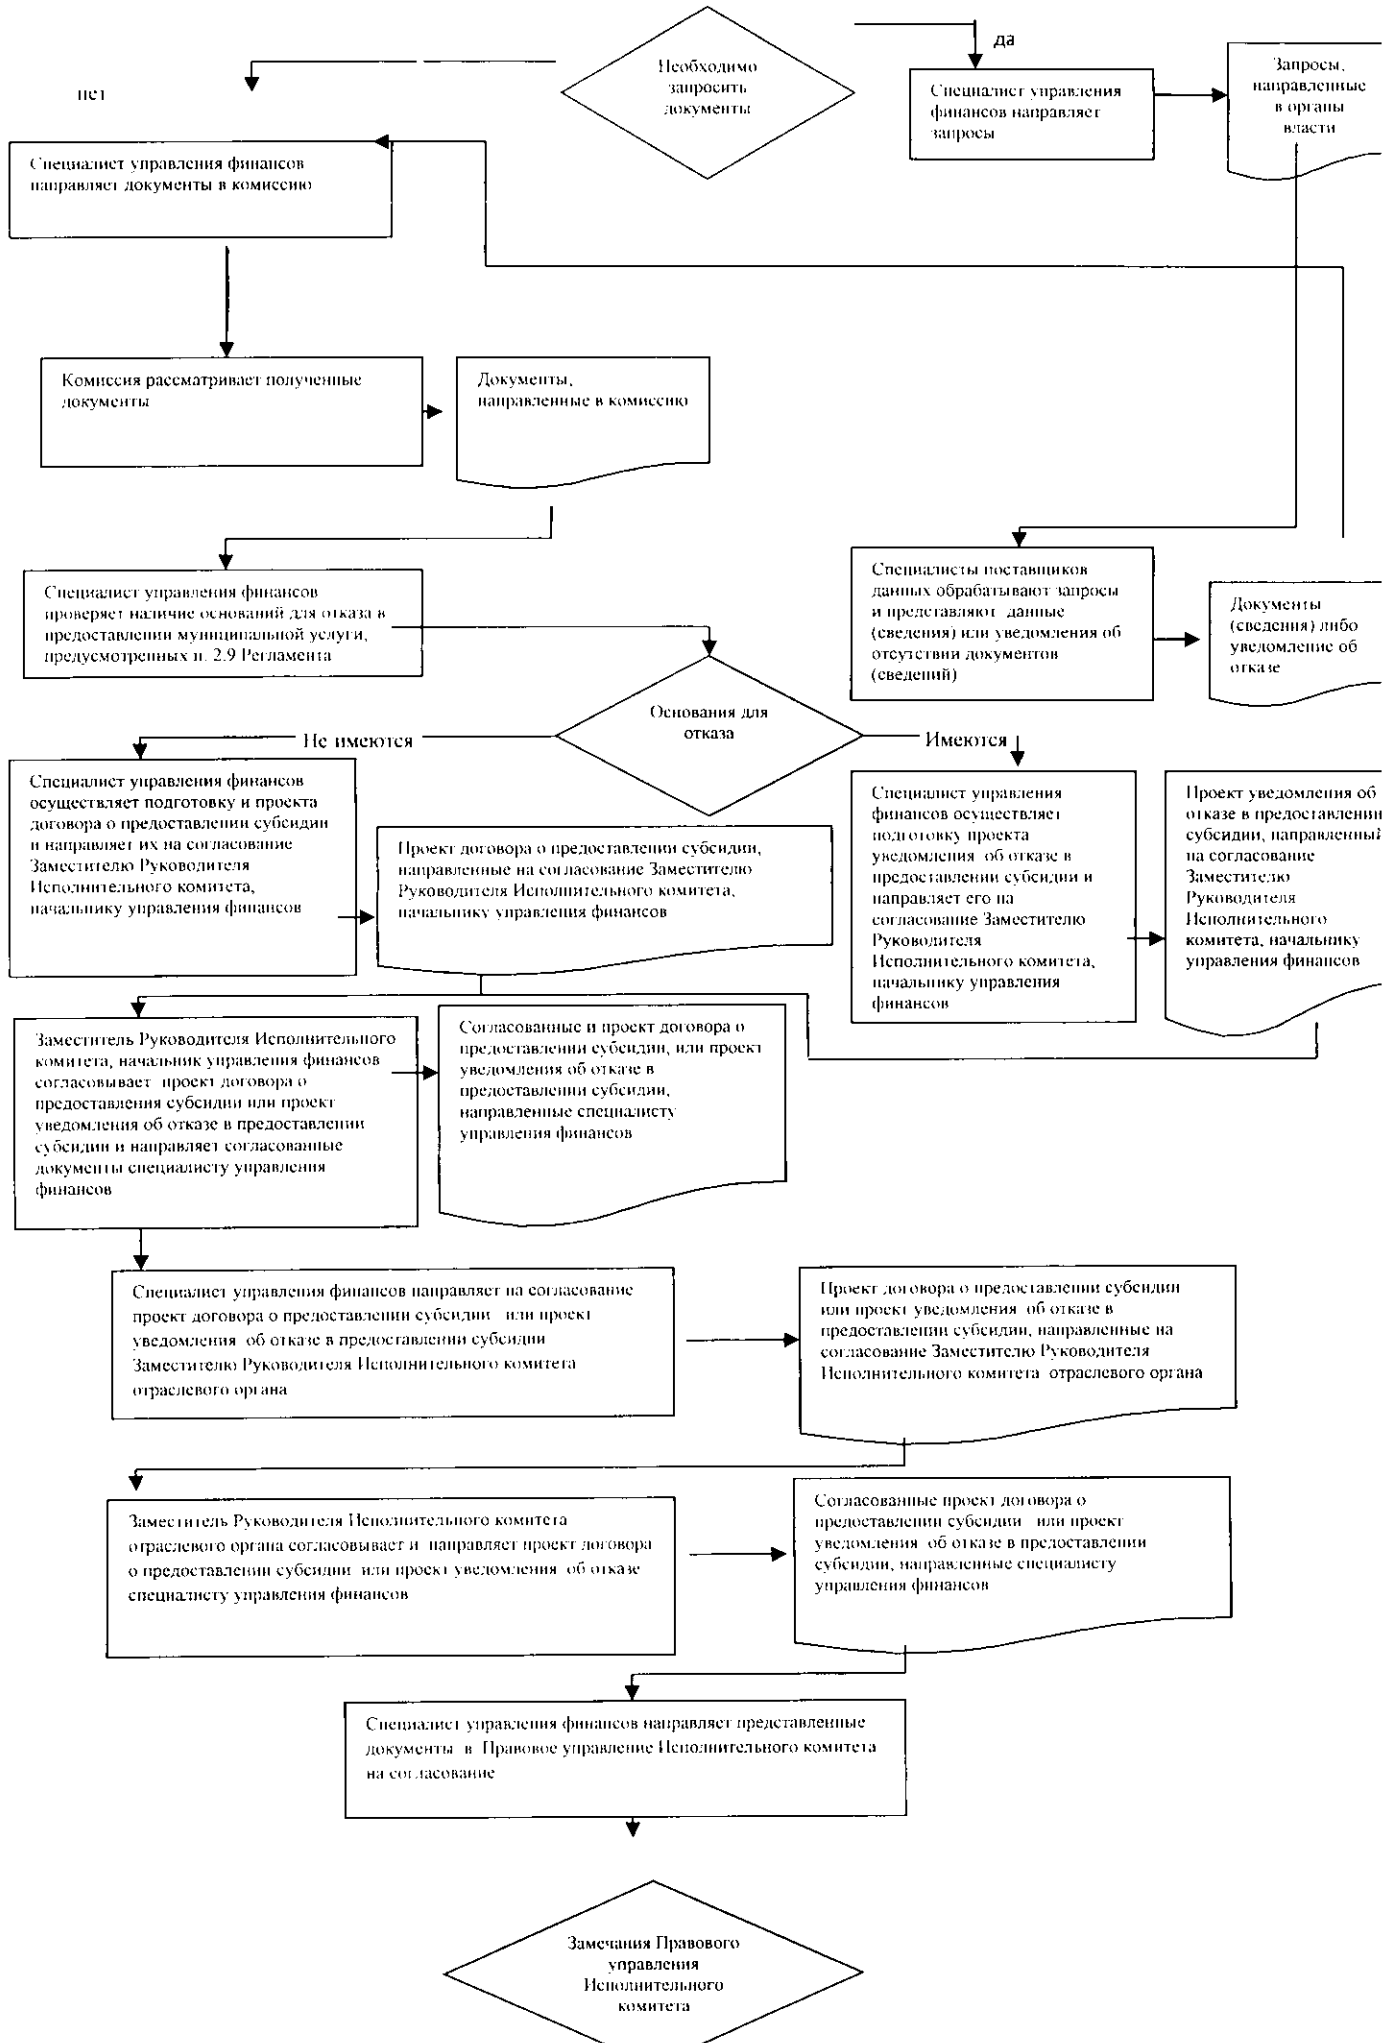 Необходимо
запросить
документы
да
нет
Специалист управления
финансов направляет
запросы
Запросы,
направленные
в органы
власти
Специалист управления финансов
направляет документы в комиссию
Комиссия рассматривает полученные
документы
Документы,
направленные в комиссию
Специалист управления финансов
проверяет наличие оснований для отказа в
предоставлении муниципальной услуги,
предусмотренных п. 2.9 Регламента
Специалисты поставщиков
данных обрабатывают запросы
и представляют данные
(сведения) или уведомления об
отсутствии документов
(сведений)
Документы
(сведения) либо
уведомление об
отказе
Основания для
отказа
Не имеются
Имеются
Специалист управления финансов
осуществляет подготовку и проекта
договора о предоставлении субсидии
и направляет их на согласование
Заместителю Руководителя
Исполнительного комитета,
начальнику управления финансов
Проект договора о предоставлении субсидии,
направленные на согласование Заместителю
Руководителя Исполнительного комитета,
начальнику управления финансов
Специалист управления
финансов осуществляет
подготовку проекта
уведомления об отказе в
предоставлении субсидии и
направляет его на
согласование Заместителю
Руководителя
Исполнительного комитета,
начальнику управления
финансов
Проект уведомления об
отказе в предоставлении
субсидии, направленный
на согласование
Заместителю
Руководителя
Исполнительного
комитета, начальнику
управления финансов
Заместитель Руководителя Исполнительного
комитета, начальник управления финансов
согласовывает проект договора о
предоставления субсидии или проект
уведомления об отказе в предоставлении
субсидии и направляет согласованные
документы специалисту управления
финансов
Согласованные и проект договора о
предоставлении субсидии, или проект
уведомления об отказе в
предоставлении субсидии,
направленные специалисту
управления финансов
Специалист управления финансов направляет на согласование
проект договора о предоставлении субсидии или проект
уведомления об отказе в предоставлении субсидии
Заместителю Руководителя Исполнительного комитета
отраслевого органа
Проект договора о предоставлении субсидии
или проект уведомления об отказе в
предоставлении субсидии, направленные на
согласование Заместителю Руководителя
Исполнительного комитета отраслевого органа
Заместитель Руководителя Исполнительного комитета
отраслевого органа согласовывает и направляет проект договора
о предоставлении субсидии или проект уведомления об отказе
специалисту управления финансов
Согласованные проект договора о
предоставлении субсидии или проект
уведомления об отказе в предоставлении
субсидии, направленные специалисту
управления финансов
Специалист управления финансов направляет представленные
документы в Правовое управление Исполнительного комитета
на согласование
Замечания Правового
управления
Исполнительного
комитета